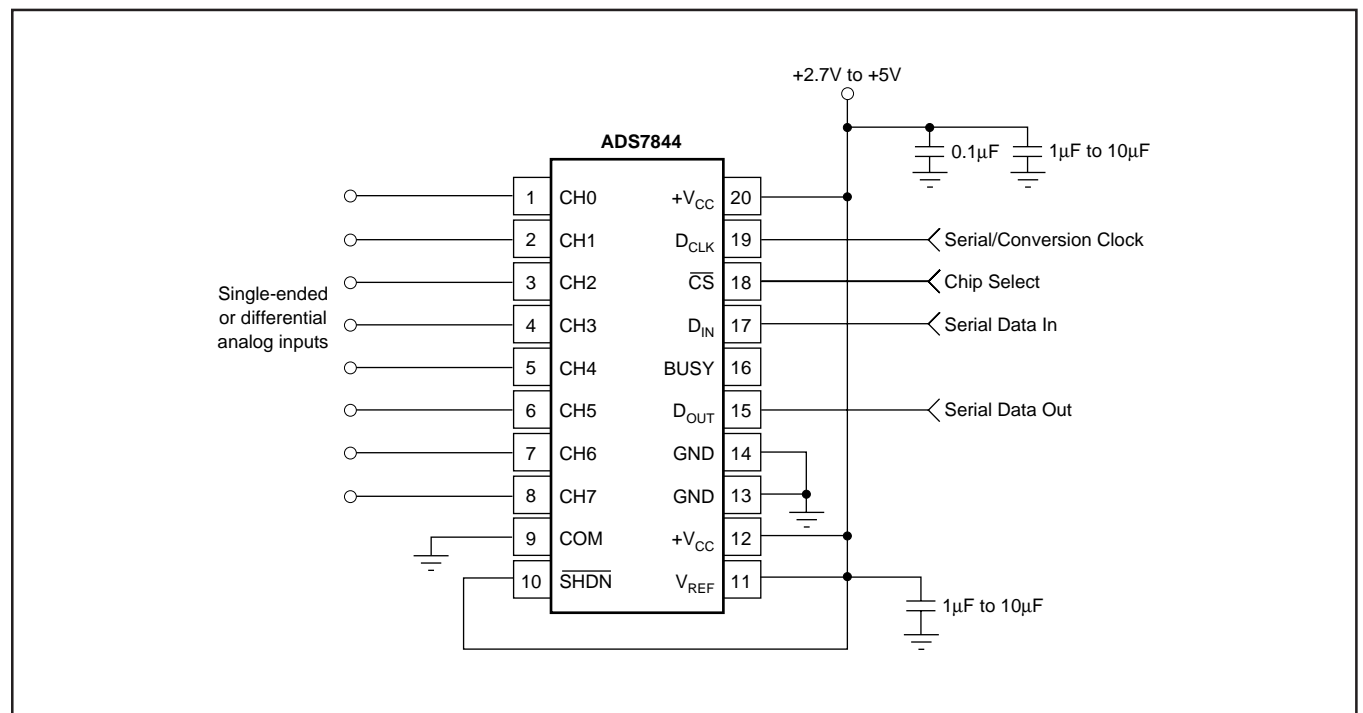 +2.7V to +5V
0.1µF
1µF to 10µF
ADS7844
Single-ended
or differential
analog inputs
1 CH0 +VCC 20
2 CH1 DCLK 19 Serial/Conversion Clock
3 CH2 C̅S̅ 18 Chip Select
4 CH3 DIN 17 Serial Data In
5 CH4 BUSY 16
6 CH5 DOUT 15 Serial Data Out
7 CH6 GND 14
8 CH7 GND 13
9 COM +VCC 12
10 S̅H̅D̅N̅ VREF 11
1µF to 10µF